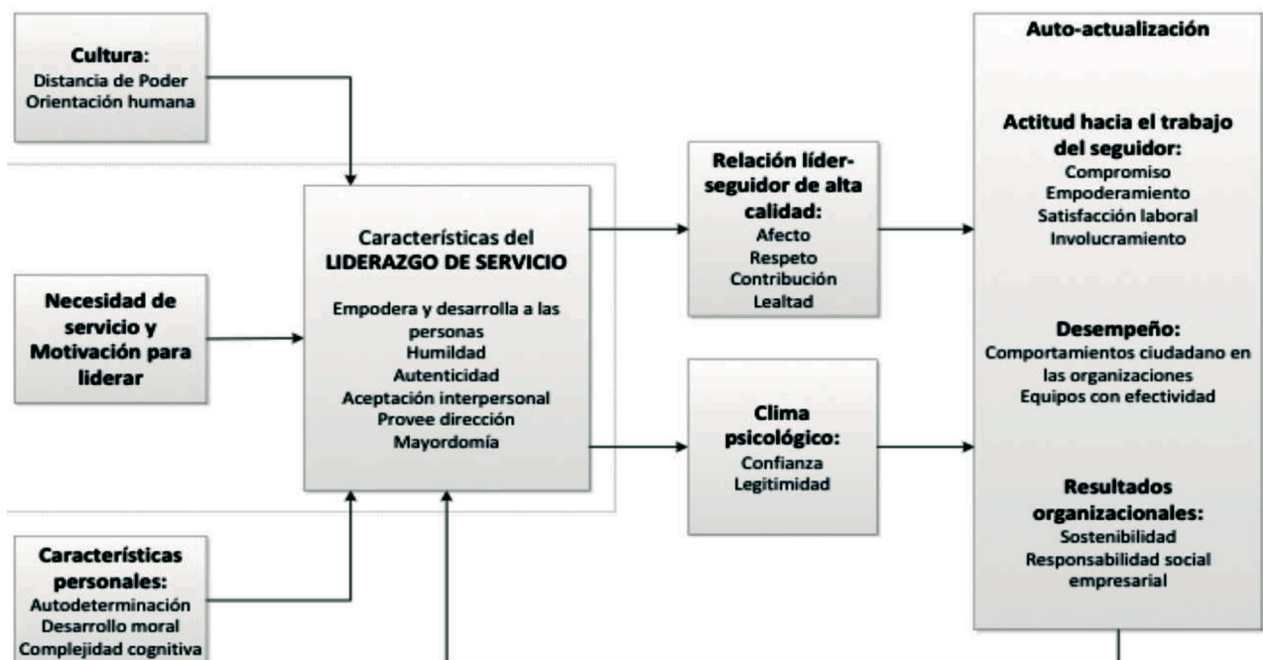 Cultura:
Distancia de Poder
Orientación humana
Necesidad de
servicio y
Motivación para
liderar
Características
personales:
Autodeterminación
Desarrollo moral
Complejidad cognitiva
Características del
LIDERAZGO DE SERVICIO
Empodera y desarrolla a las
personas
Humildad
Autenticidad
Aceptación interpersonal
Provee dirección
Mayordomía
Relación líder-
seguidor de alta
calidad:
Afecto
Respeto
Contribución
Lealtad
Clima
psicológico:
Confianza
Legitimidad
Auto-actualización
Actitud hacia el trabajo
del seguidor:
Compromiso
Empoderamiento
Satisfacción laboral
Involucramiento
Desempeño:
Comportamientos ciudadano en
las organizaciones
Equipos con efectividad
Resultados
organizacionales:
Sostenibilidad
Responsabilidad social
empresarial